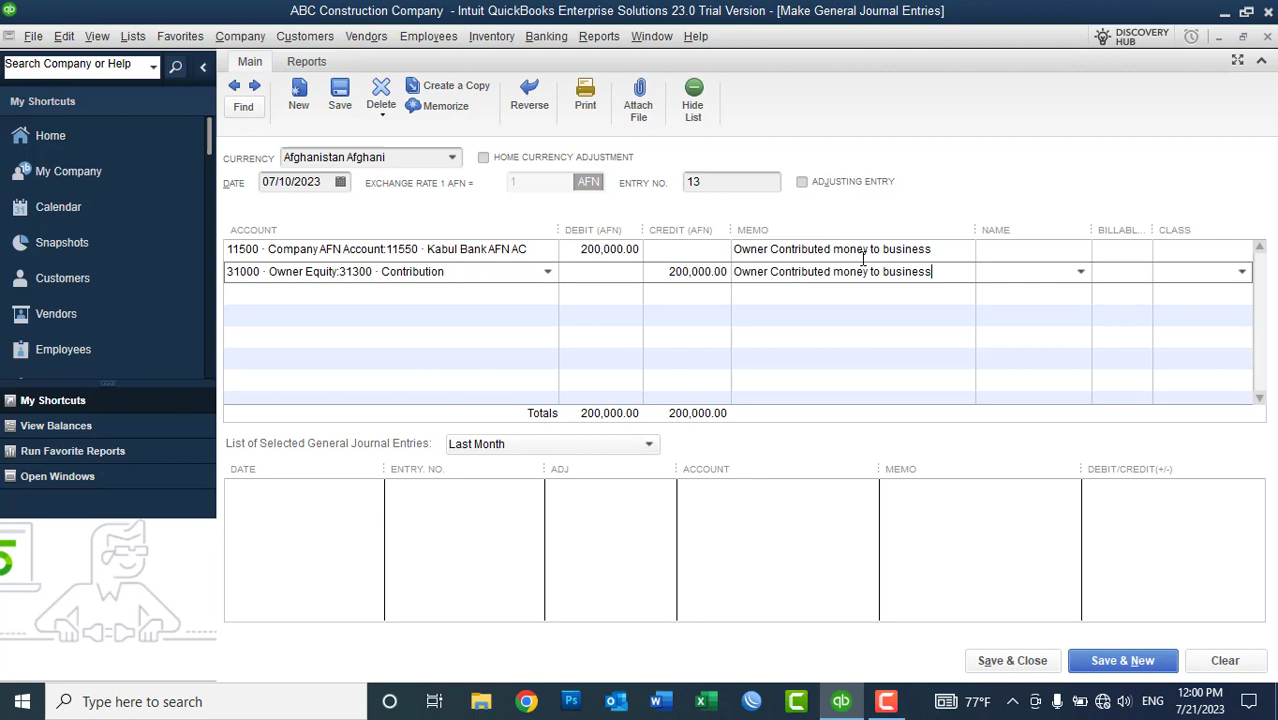 ABC Construction Company - Intuit QuickBooks Enterprise Solutions 23.0 Trial Version - [Make General Journal Entries]
File Edit View Lists Favorites Company Customers Vendors Employees Inventory Banking Reports Window Help
DISCOVERY
HUB
Search Company or Help
My Shortcuts
Home
My Company
Calendar
Snapshots
Customers
Vendors
Employees
My Shortcuts
View Balances
Run Favorite Reports
Open Windows
Main Reports
Find
New
Save
Delete
Create a Copy
Memorize
Reverse
Print
Attach
File
Hide
List
CURRENCY Afghanistan Afghani HOME CURRENCY ADJUSTMENT
DATE 07/10/2023 EXCHANGE RATE 1 AFN = 1 AFN ENTRY NO. 13 ADJUSTING ENTRY
ACCOUNT DEBIT (AFN) CREDIT (AFN) MEMO NAME BILLABL... CLASS
11500 · Company AFN Account:11550 · Kabul Bank AFN AC 200,000.00 Owner Contributed money to business
31000 · Owner Equity:31300 · Contribution 200,000.00 Owner Contributed money to business
Totals 200,000.00 200,000.00
List of Selected General Journal Entries: Last Month
DATE ENTRY. NO. ADJ ACCOUNT MEMO DEBIT/CREDIT(+/-)
Save & Close Save & New Clear
Type here to search
77°F ENG 12:00 PM
7/21/2023